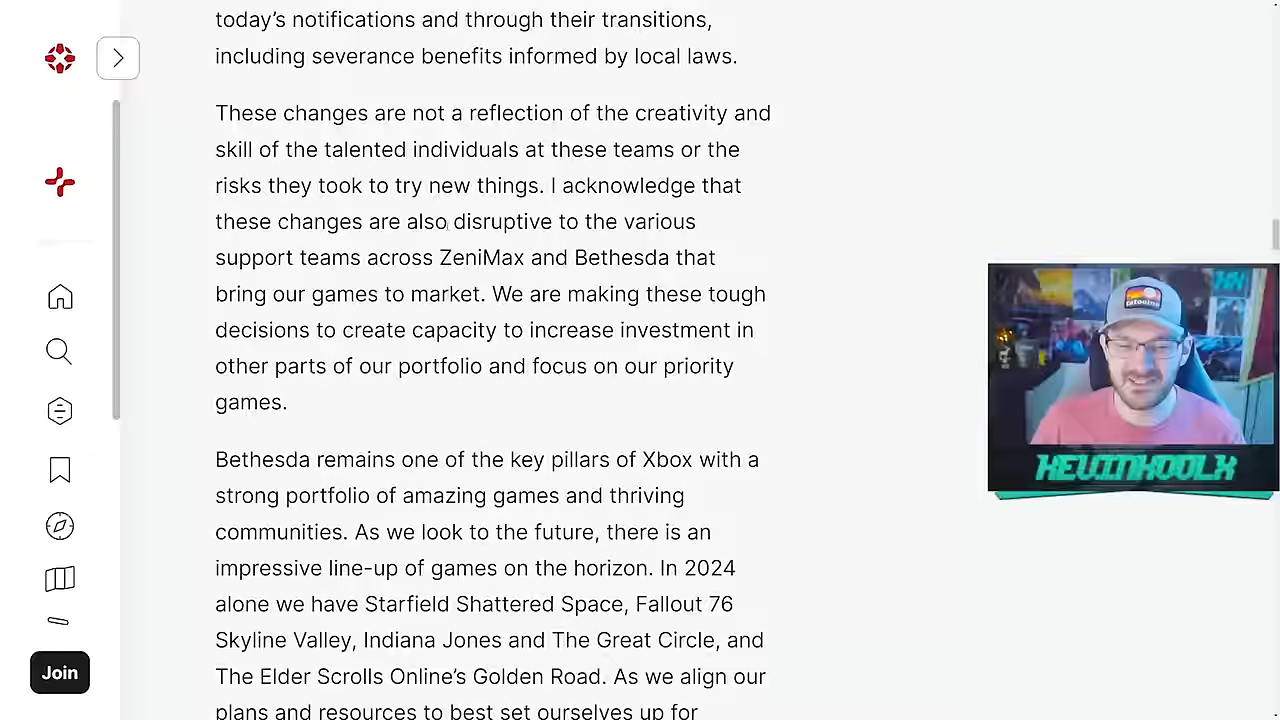 today’s notifications and through their transitions,
including severance benefits informed by local laws.
These changes are not a reflection of the creativity and
skill of the talented individuals at these teams or the
risks they took to try new things. I acknowledge that
these changes are also disruptive to the various
support teams across ZeniMax and Bethesda that
bring our games to market. We are making these tough
decisions to create capacity to increase investment in
other parts of our portfolio and focus on our priority
games.
Bethesda remains one of the key pillars of Xbox with a
strong portfolio of amazing games and thriving
communities. As we look to the future, there is an
impressive line-up of games on the horizon. In 2024
alone we have Starfield Shattered Space, Fallout 76
Skyline Valley, Indiana Jones and The Great Circle, and
The Elder Scrolls Online’s Golden Road. As we align our
plans and resources to best set ourselves up for
Join
KEVINKOOLX